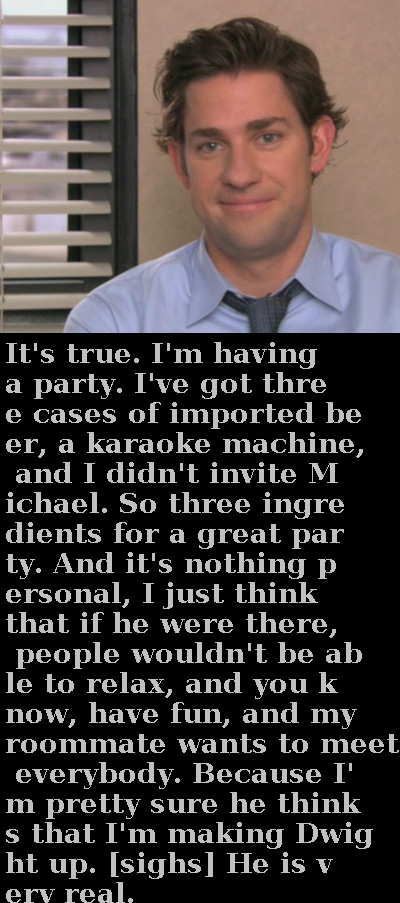 It's true. I'm having
a party. I've got thre
e cases of imported be
er, a karaoke machine,
and I didn't invite M
ichael. So three ingre
dients for a great par
ty. And it's nothing p
ersonal, I just think
that if he were there,
people wouldn't be ab
le to relax, and you k
now, have fun, and my
roommate wants to meet
everybody. Because I'
m pretty sure he think
s that I'm making Dwig
ht up. [sighs] He is v
ery real.